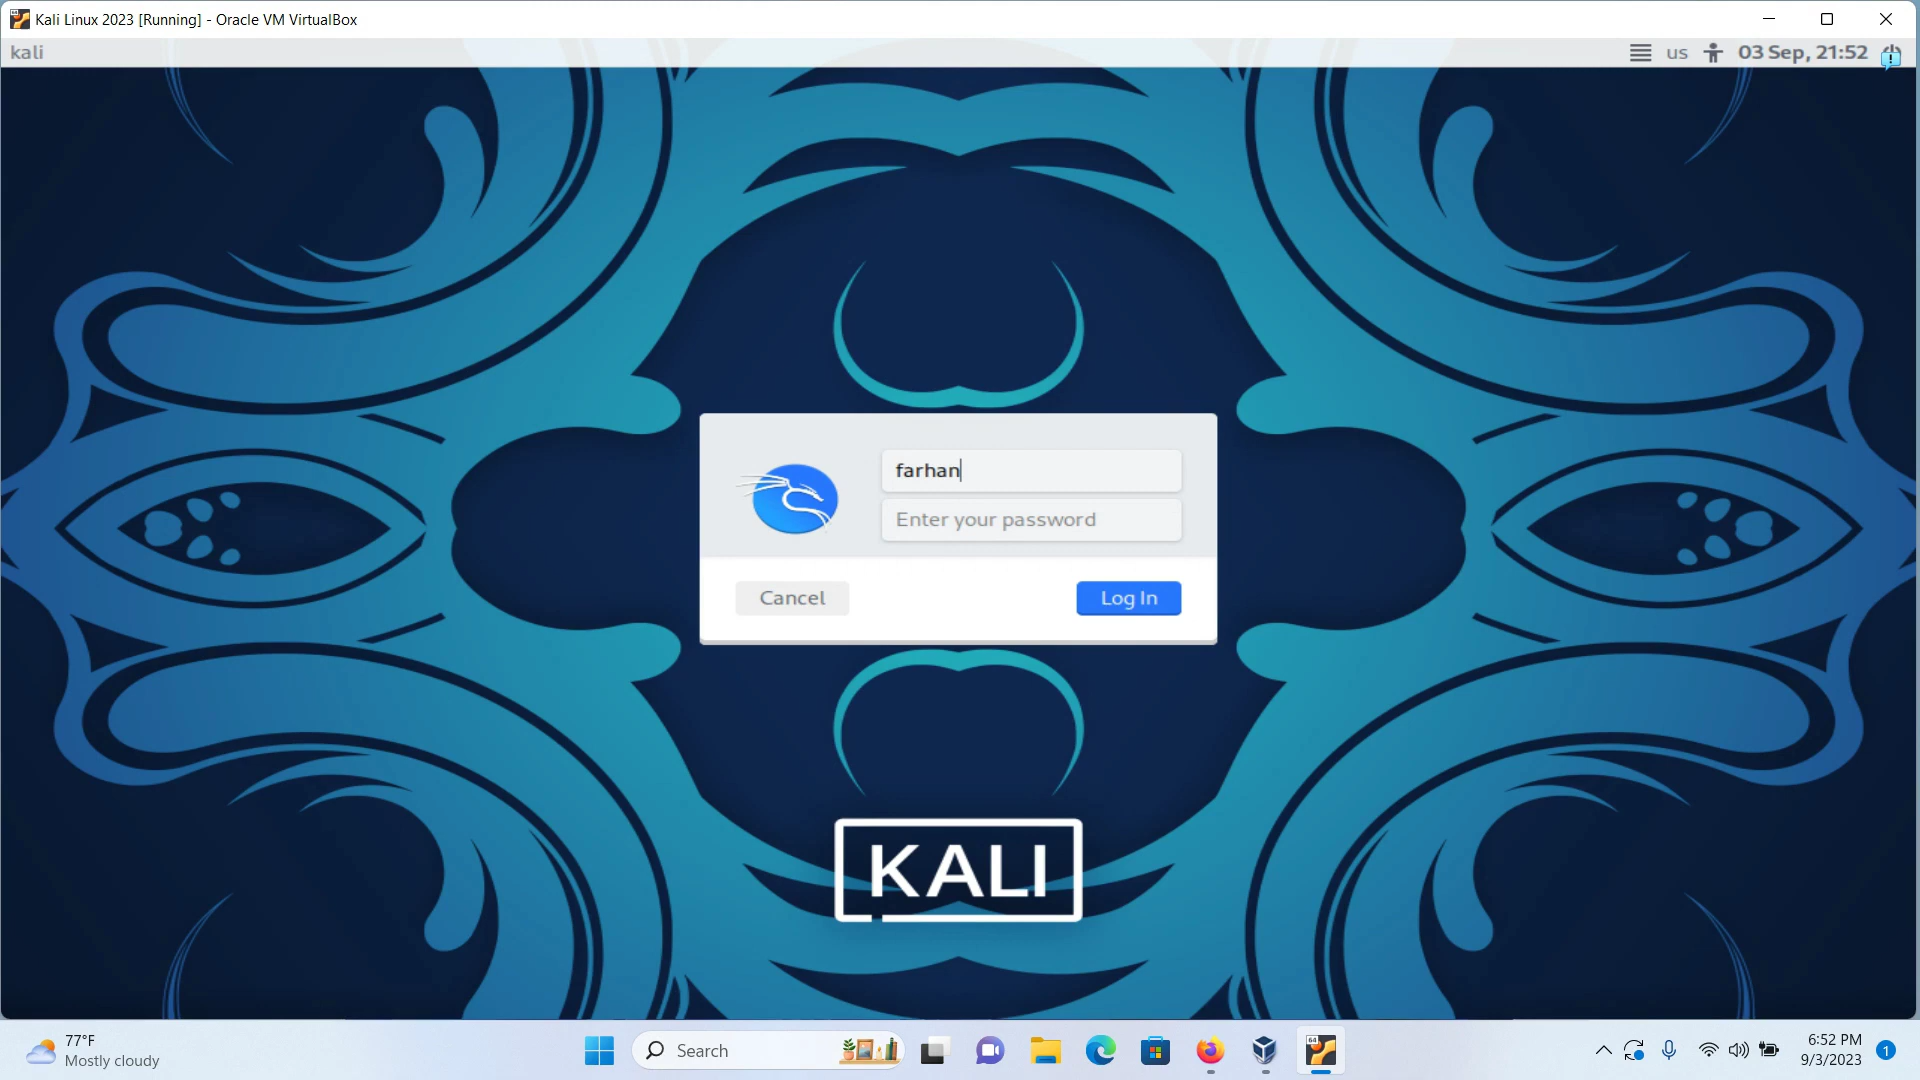 Kali Linux 2023 [Running] - Oracle VM VirtualBox
kali
us
03 Sep, 21:52
farhan
Enter your password
Cancel
Log In
KALI
77°F
Mostly cloudy
Search
64
6:52 PM
9/3/2023
1